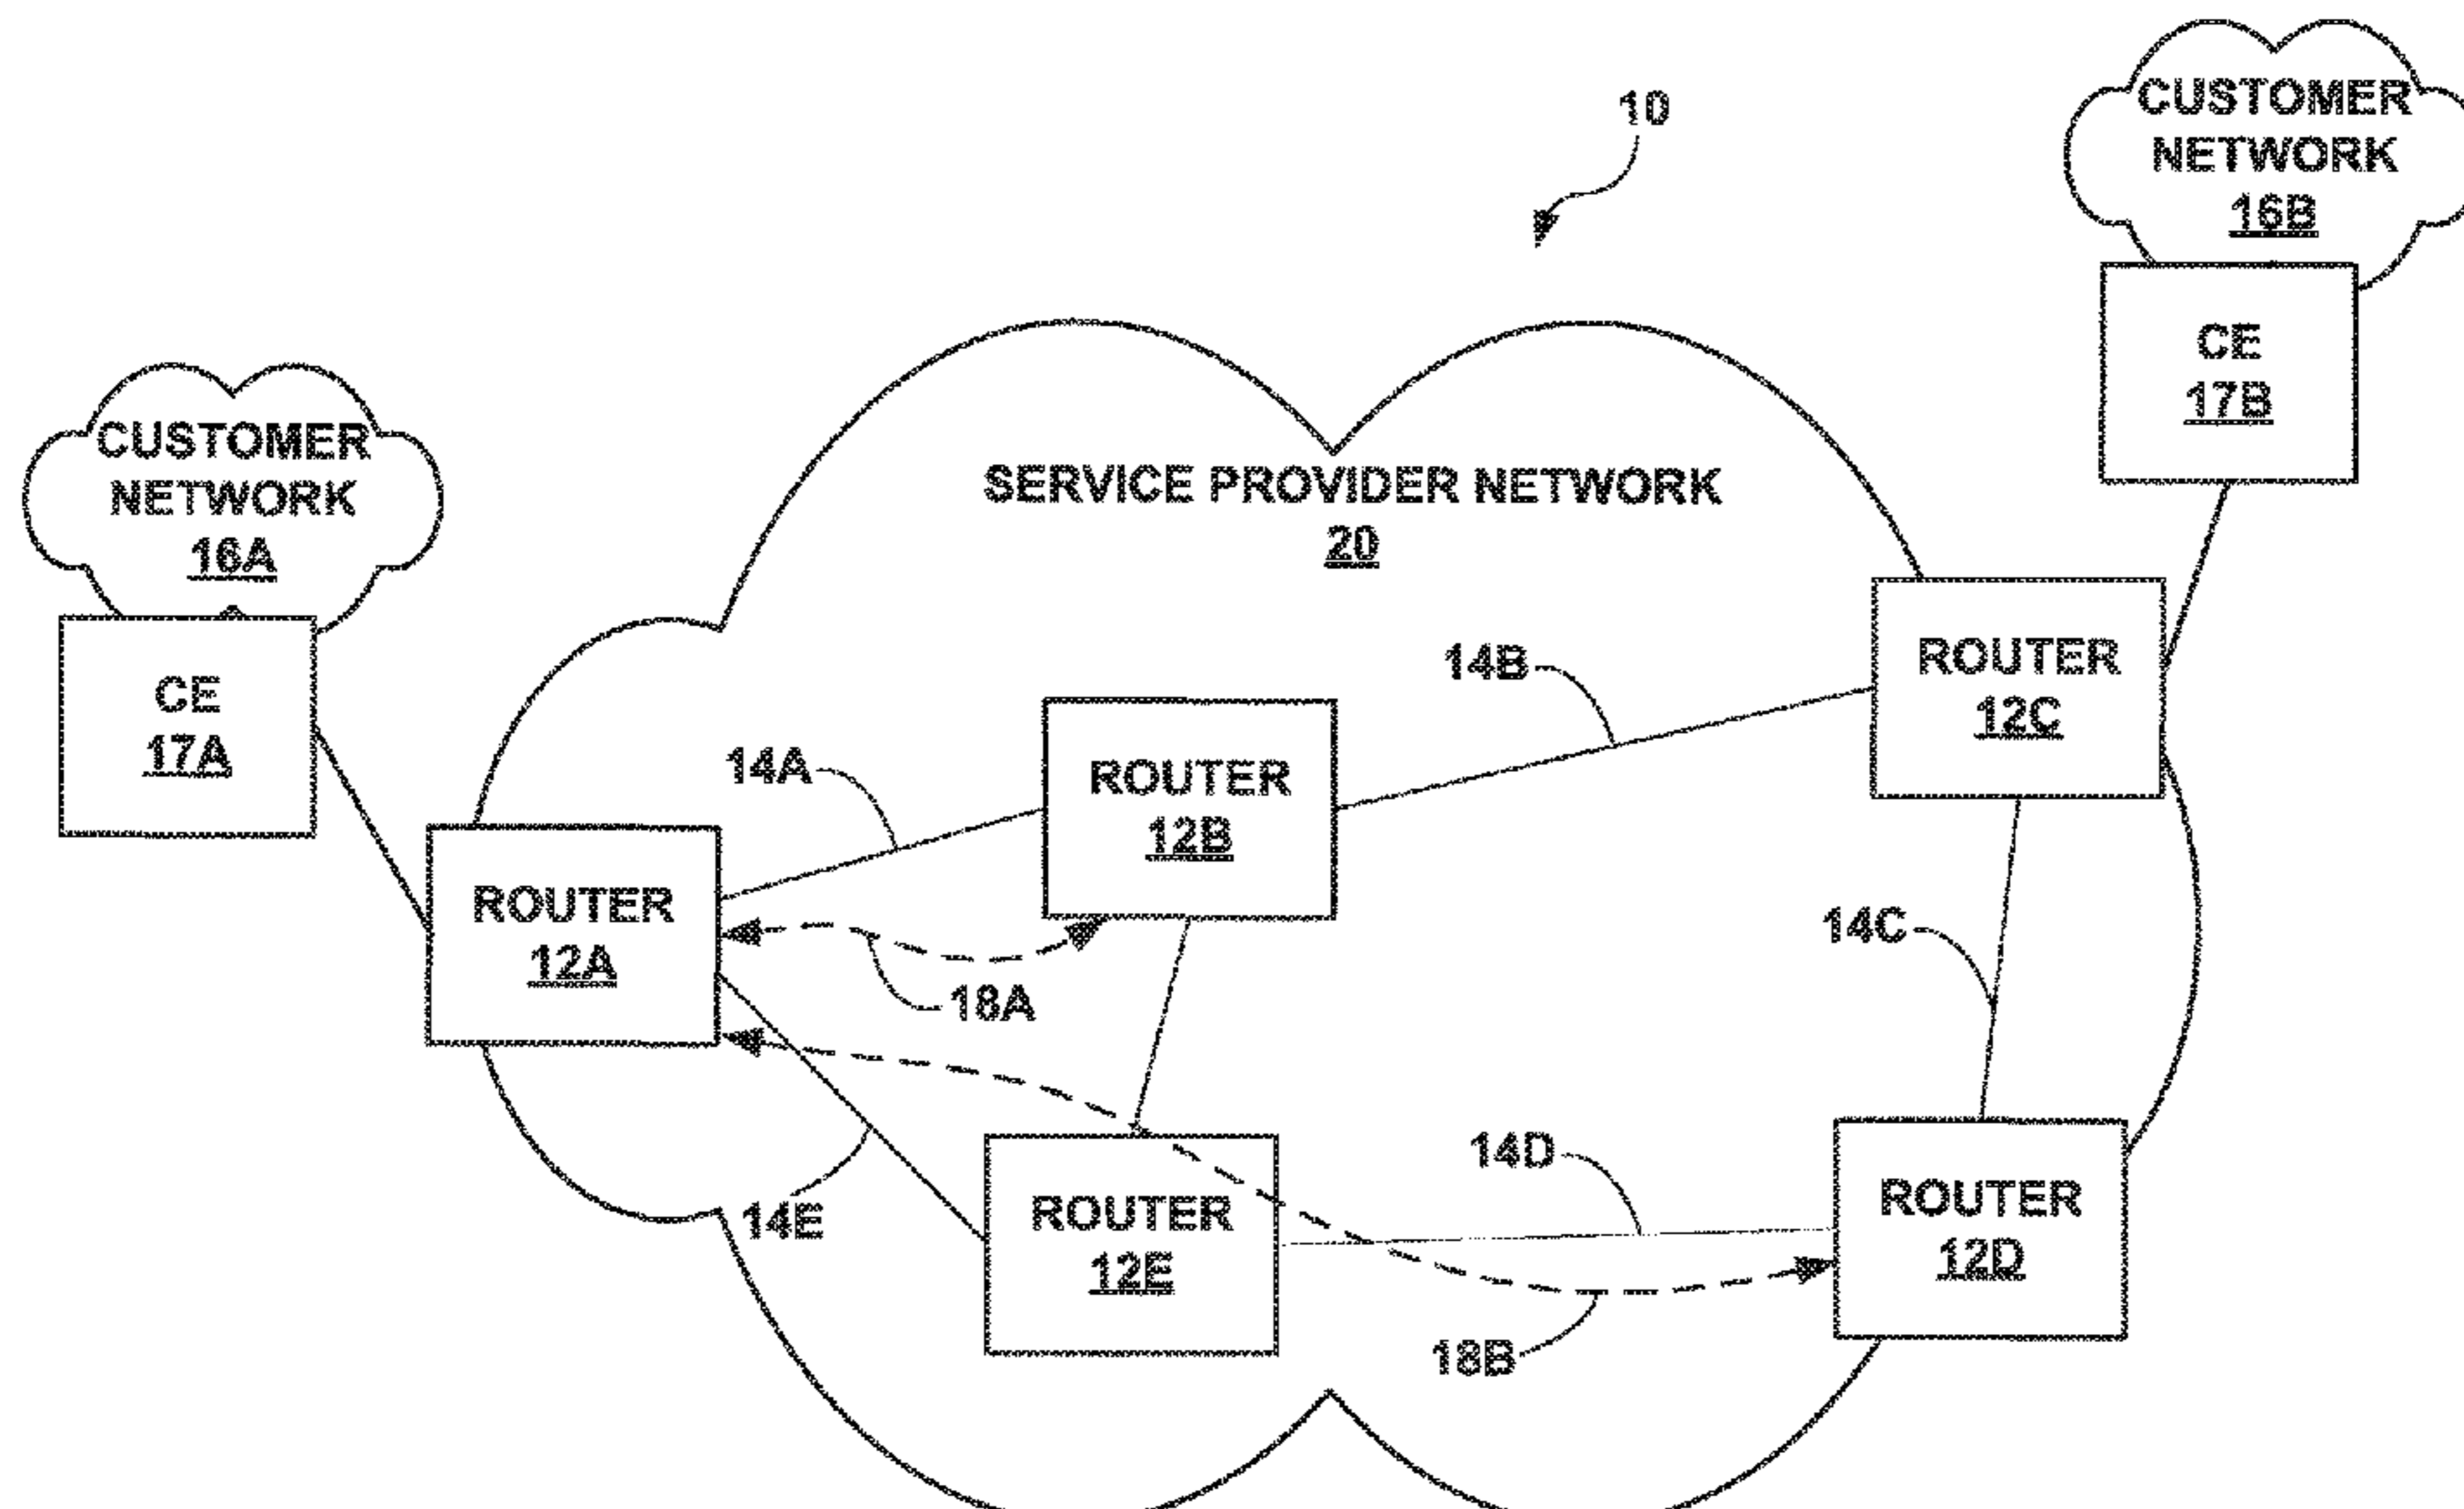 10
CUSTOMER
NETWORK
16B
CE
17B
CUSTOMER
NETWORK
16A
CE
17A
SERVICE PROVIDER NETWORK
20
14B
ROUTER
12C
14A
ROUTER
12B
ROUTER
12A
18A
14C
14E
ROUTER
12E
14D
18B
ROUTER
12D